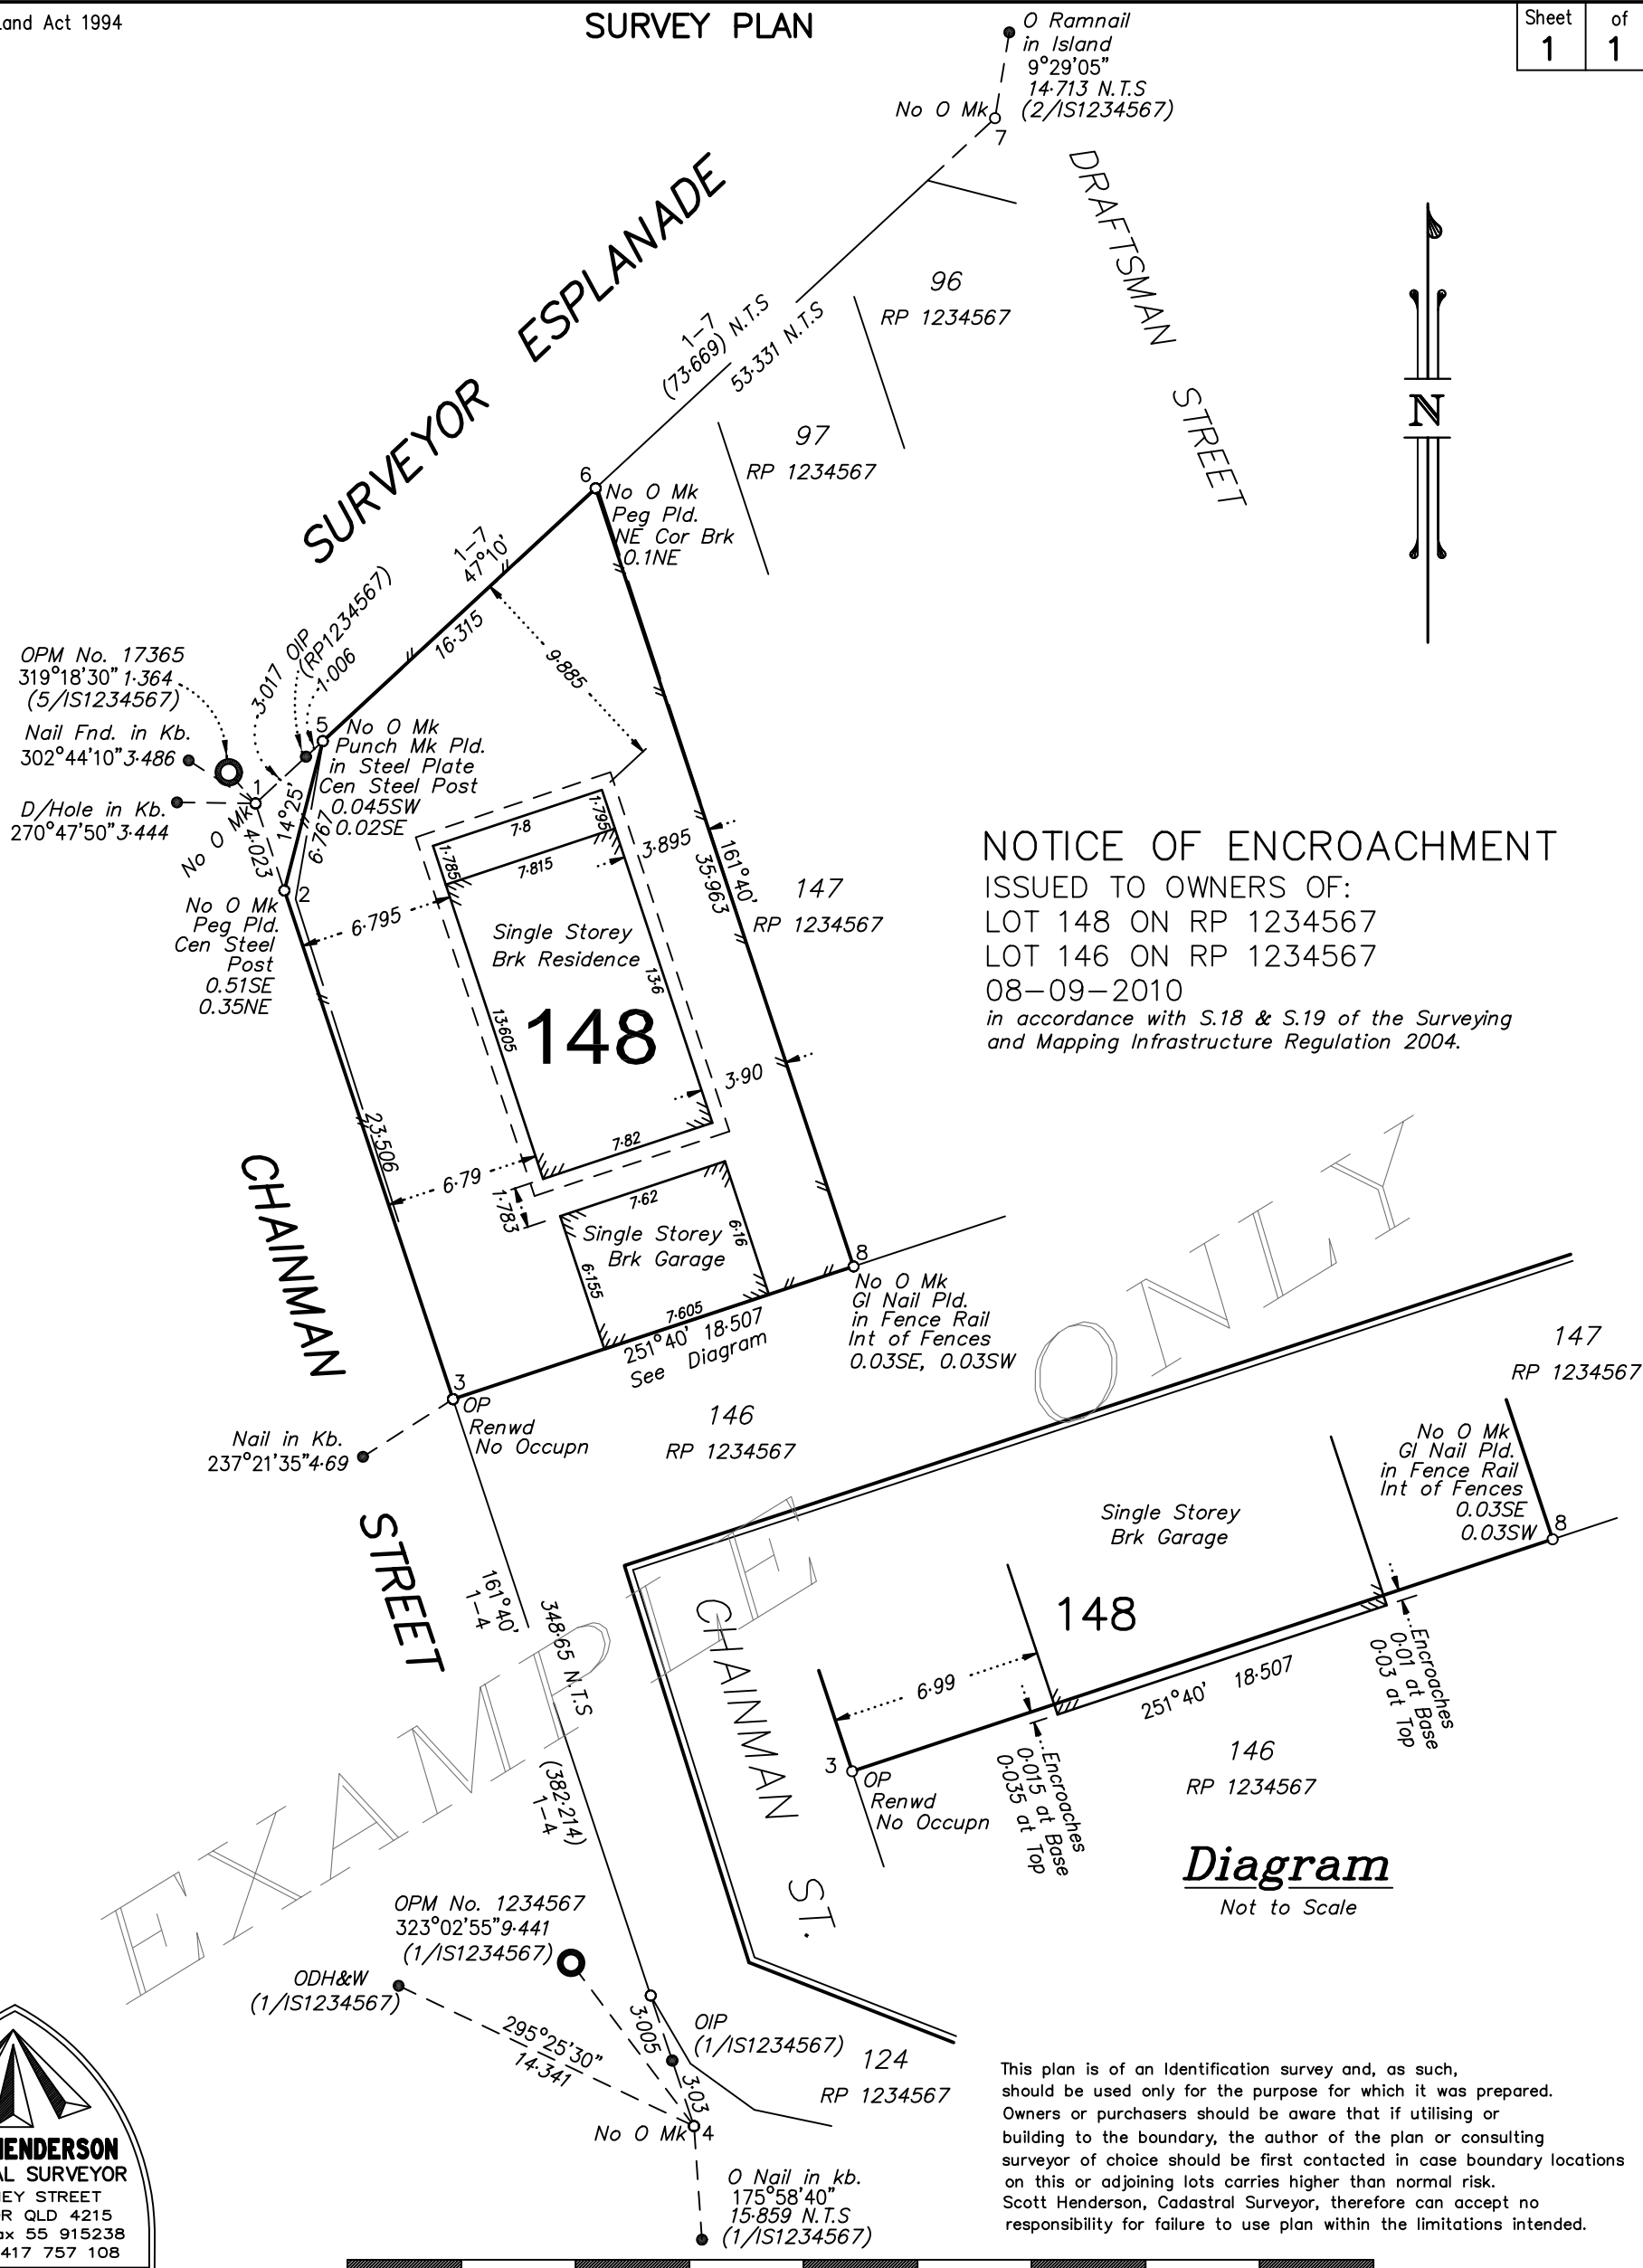 Land Act 1994
SURVEY PLAN
Sheet
1
of
1
O Ramnail
in Island
9°29'05"
14·713 N.T.S
(2/IS1234567)
No O Mk
7
SURVEYOR ESPLANADE
DRAFTSMAN STREET
96
RP 1234567
1-7
(73·669) N.T.S
53·331 N.T.S
97
RP 1234567
N
6
No O Mk
Peg Pld.
NE Cor Brk
0.1NE
1-7
47°10'
16·315
9·885
3·017 OIP
(RP1234567)
1·006
OPM No. 17365
319°18'30" 1·364
(5/IS1234567)
Nail Fnd. in Kb.
302°44'10" 3·486
D/Hole in Kb.
270°47'50" 3·444
1
No O Mk
4·023
14°25'
6·767
5
No O Mk
Punch Mk Pld.
in Steel Plate
Cen Steel Post
0.045SW
0.02SE
2
No O Mk
Peg Pld.
Cen Steel
Post
0.51SE
0.35NE
7·8
1·795
1·785
7·815
3·895
161°40'
35·963
147
RP 1234567
6·795
Single Storey
Brk Residence
13·6
13·605
148
3·90
7·82
23·506
6·79
1·783
7·62
Single Storey
Brk Garage
6·16
6·155
7·605
251°40' 18·507
See Diagram
8
No O Mk
GI Nail Pld.
in Fence Rail
Int of Fences
0.03SE, 0.03SW
NOTICE OF ENCROACHMENT
ISSUED TO OWNERS OF:
LOT 148 ON RP 1234567
LOT 146 ON RP 1234567
08-09-2010
in accordance with S.18 & S.19 of the Surveying
and Mapping Infrastructure Regulation 2004.
CHAINMAN STREET
3
OP
Renwd
No Occupn
Nail in Kb.
237°21'35" 4·69
146
RP 1234567
161°40'
1-4
348·65 N.T.S
(382·214)
1-4
EXAMPLE ONLY
147
RP 1234567
No O Mk
GI Nail Pld.
in Fence Rail
Int of Fences
0.03SE
0.03SW
8
Single Storey
Brk Garage
148
CHAINMAN ST.
6·99
251°40' 18·507
Encroaches
0·01 at Base
0·03 at Top
3
OP
Renwd
No Occupn
Encroaches
0·015 at Base
0·035 at Top
146
RP 1234567
Diagram
Not to Scale
OPM No. 1234567
323°02'55" 9·441
(1/IS1234567)
ODH&W
(1/IS1234567)
295°25'30"
14·341
3·005
OIP
(1/IS1234567)
3·03
124
RP 1234567
No O Mk
4
O Nail in kb.
175°58'40"
15·859 N.T.S
(1/IS1234567)
This plan is of an Identification survey and, as such,
should be used only for the purpose for which it was prepared.
Owners or purchasers should be aware that if utilising or
building to the boundary, the author of the plan or consulting
surveyor of choice should be first contacted in case boundary locations
on this or adjoining lots carries higher than normal risk.
Scott Henderson, Cadastral Surveyor, therefore can accept no
responsibility for failure to use plan within the limitations intended.
HENDERSON
AL SURVEYOR
EY STREET
R QLD 4215
ax 55 915238
417 757 108